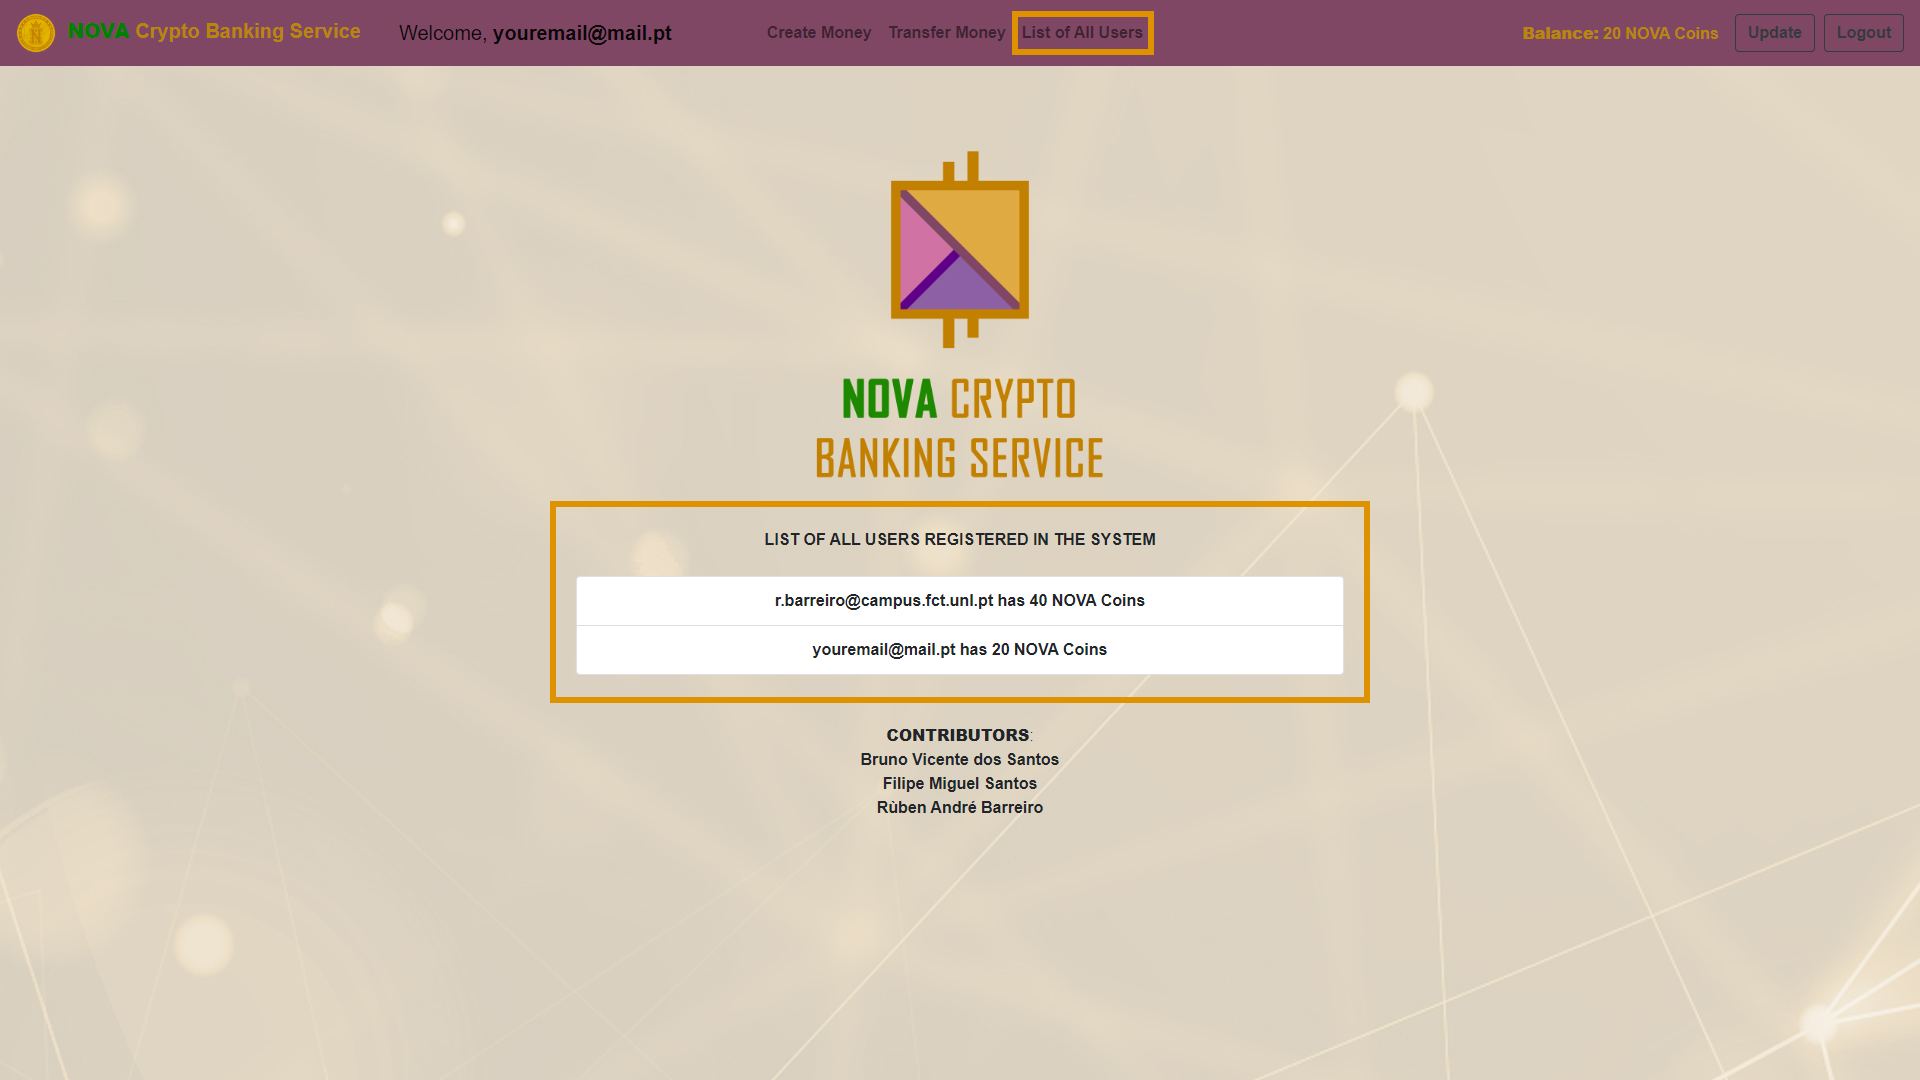 NOVA Crypto Banking Service
Welcome, youremail@mail.pt
Create Money
Transfer Money
List of All Users
Balance: 20 NOVA Coins
Update
Logout
NOVA CRYPTO
BANKING SERVICE
LIST OF ALL USERS REGISTERED IN THE SYSTEM
r.barreiro@campus.fct.unl.pt has 40 NOVA Coins
youremail@mail.pt has 20 NOVA Coins
CONTRIBUTORS:
Bruno Vicente dos Santos
Filipe Miguel Santos
Rùben André Barreiro